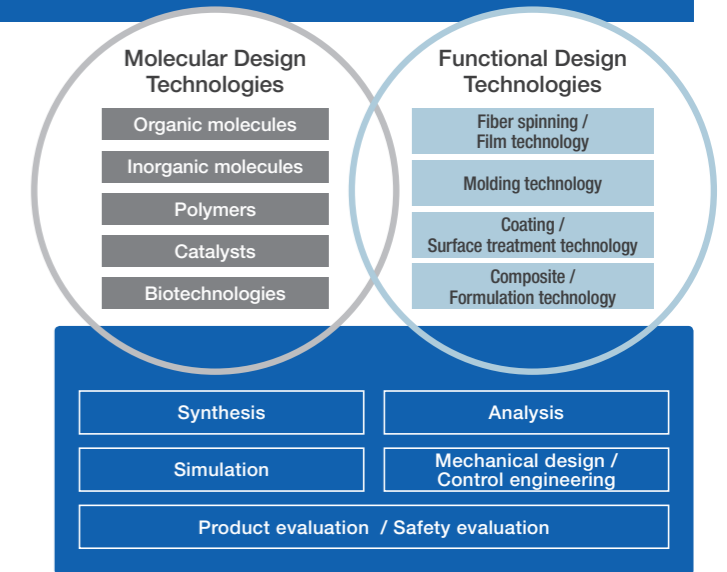 Molecular Design
Technologies
Organic molecules
Inorganic molecules
Polymers
Catalysts
Biotechnologies
Functional Design
Technologies
Fiber spinning /
Film technology
Molding technology
Coating /
Surface treatment technology
Composite /
Formulation technology
Synthesis
Analysis
Simulation
Mechanical design /
Control engineering
Product evaluation / Safety evaluation